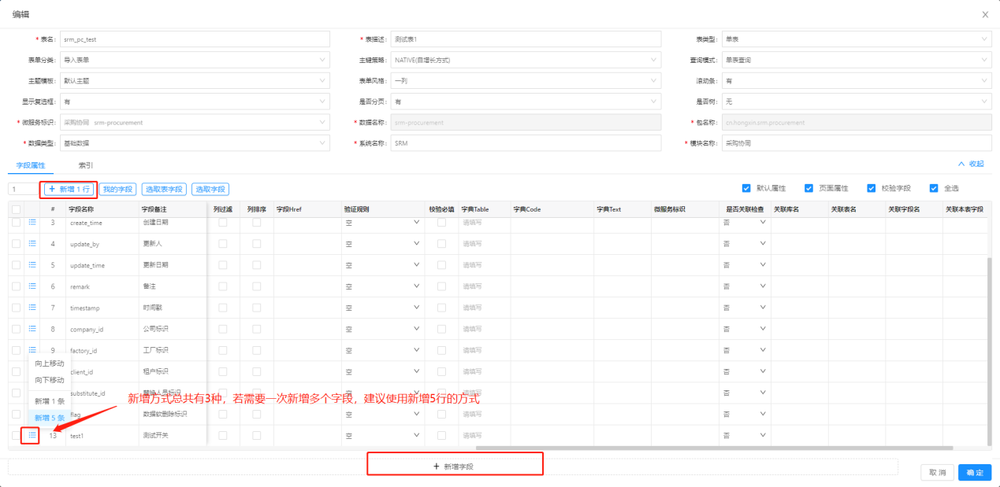 编辑
* 表名: srm_pc_test * 表描述: 测试表1 表类型: 单表
表单分类: 导入表单 主键策略: NATIVE(自增长方式) 查询模式: 单表查询
主题模板: 默认主题 表单风格: 一列 滚动条: 有
显示复选框: 有 是否分页: 有 是否树: 无
* 微服务标识: 采购协同 srm-procurement * 数据名称: srm-procurement * 包名称: cn.hongxin.srm.procurement
* 数据类型: 基础数据 * 系统名称: SRM * 模块名称: 采购协同
字段属性 索引 收起
1 + 新增 1 行 我的字段 选取表字段 选取字段 默认属性 页面属性 校验字段 全选
# 字段名称 字段备注 列过滤 列排序 字段Href 验证规则 校验必填 字典Table 字典Code 字典Text 微服务标识 是否关联检查 关联库名 关联表名 关联字段名 关联本表字段
3 create_time 创建日期 空 请填写 否
4 update_by 更新人 空 请填写 否
5 update_time 更新日期 空 请填写 否
6 remark 备注 空 请填写 否
7 timestamp 时间戳 空 请填写 否
8 company_id 公司标识 空 请填写 否
9 factory_id 工厂标识 空 请填写 否
向上移动 client_id 租户标识 空 请填写 否
向下移动
substitute_id 替换人员标识 空 请填写 否
新增方式总共有3种，若需要一次新增多个字段，建议使用新增5行的方式
新增 1 条
新增 5 条 flag 数据软删除标识 空 请填写 否
13 test1 测试开关 空 请填写 否
+ 新增字段
取 消 确 定